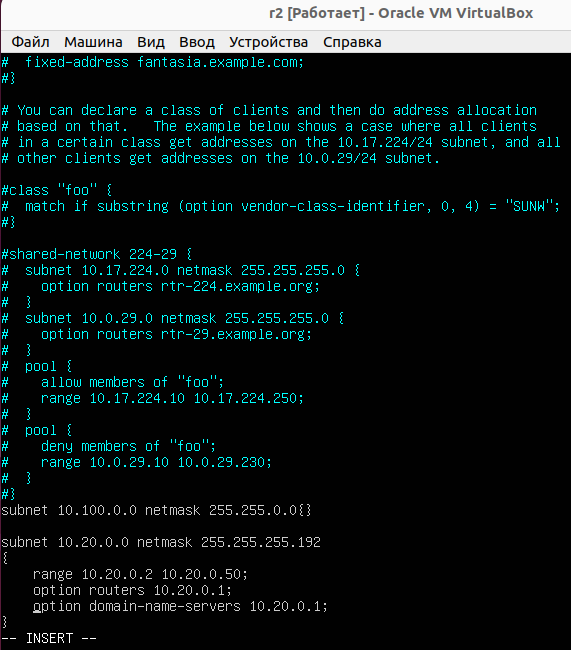 r2 [Работает] - Oracle VM VirtualBox
Файл Машина Вид Ввод Устройства Справка
#  fixed-address fantasia.example.com;
#}
# You can declare a class of clients and then do address allocation
# based on that.   The example below shows a case where all clients
# in a certain class get addresses on the 10.17.224/24 subnet, and all
# other clients get addresses on the 10.0.29/24 subnet.
#class "foo" {
#  match if substring (option vendor-class-identifier, 0, 4) = "SUNW";
#}
#shared-network 224-29 {
#  subnet 10.17.224.0 netmask 255.255.255.0 {
#    option routers rtr-224.example.org;
#  }
#  subnet 10.0.29.0 netmask 255.255.255.0 {
#    option routers rtr-29.example.org;
#  }
#  pool {
#    allow members of "foo";
#    range 10.17.224.10 10.17.224.250;
#  }
#  pool {
#    deny members of "foo";
#    range 10.0.29.10 10.0.29.230;
#  }
#}
subnet 10.100.0.0 netmask 255.255.0.0{}
subnet 10.20.0.0 netmask 255.255.255.192
{
    range 10.20.0.2 10.20.0.50;
    option routers 10.20.0.1;
    option domain-name-servers 10.20.0.1;
}
-- INSERT --